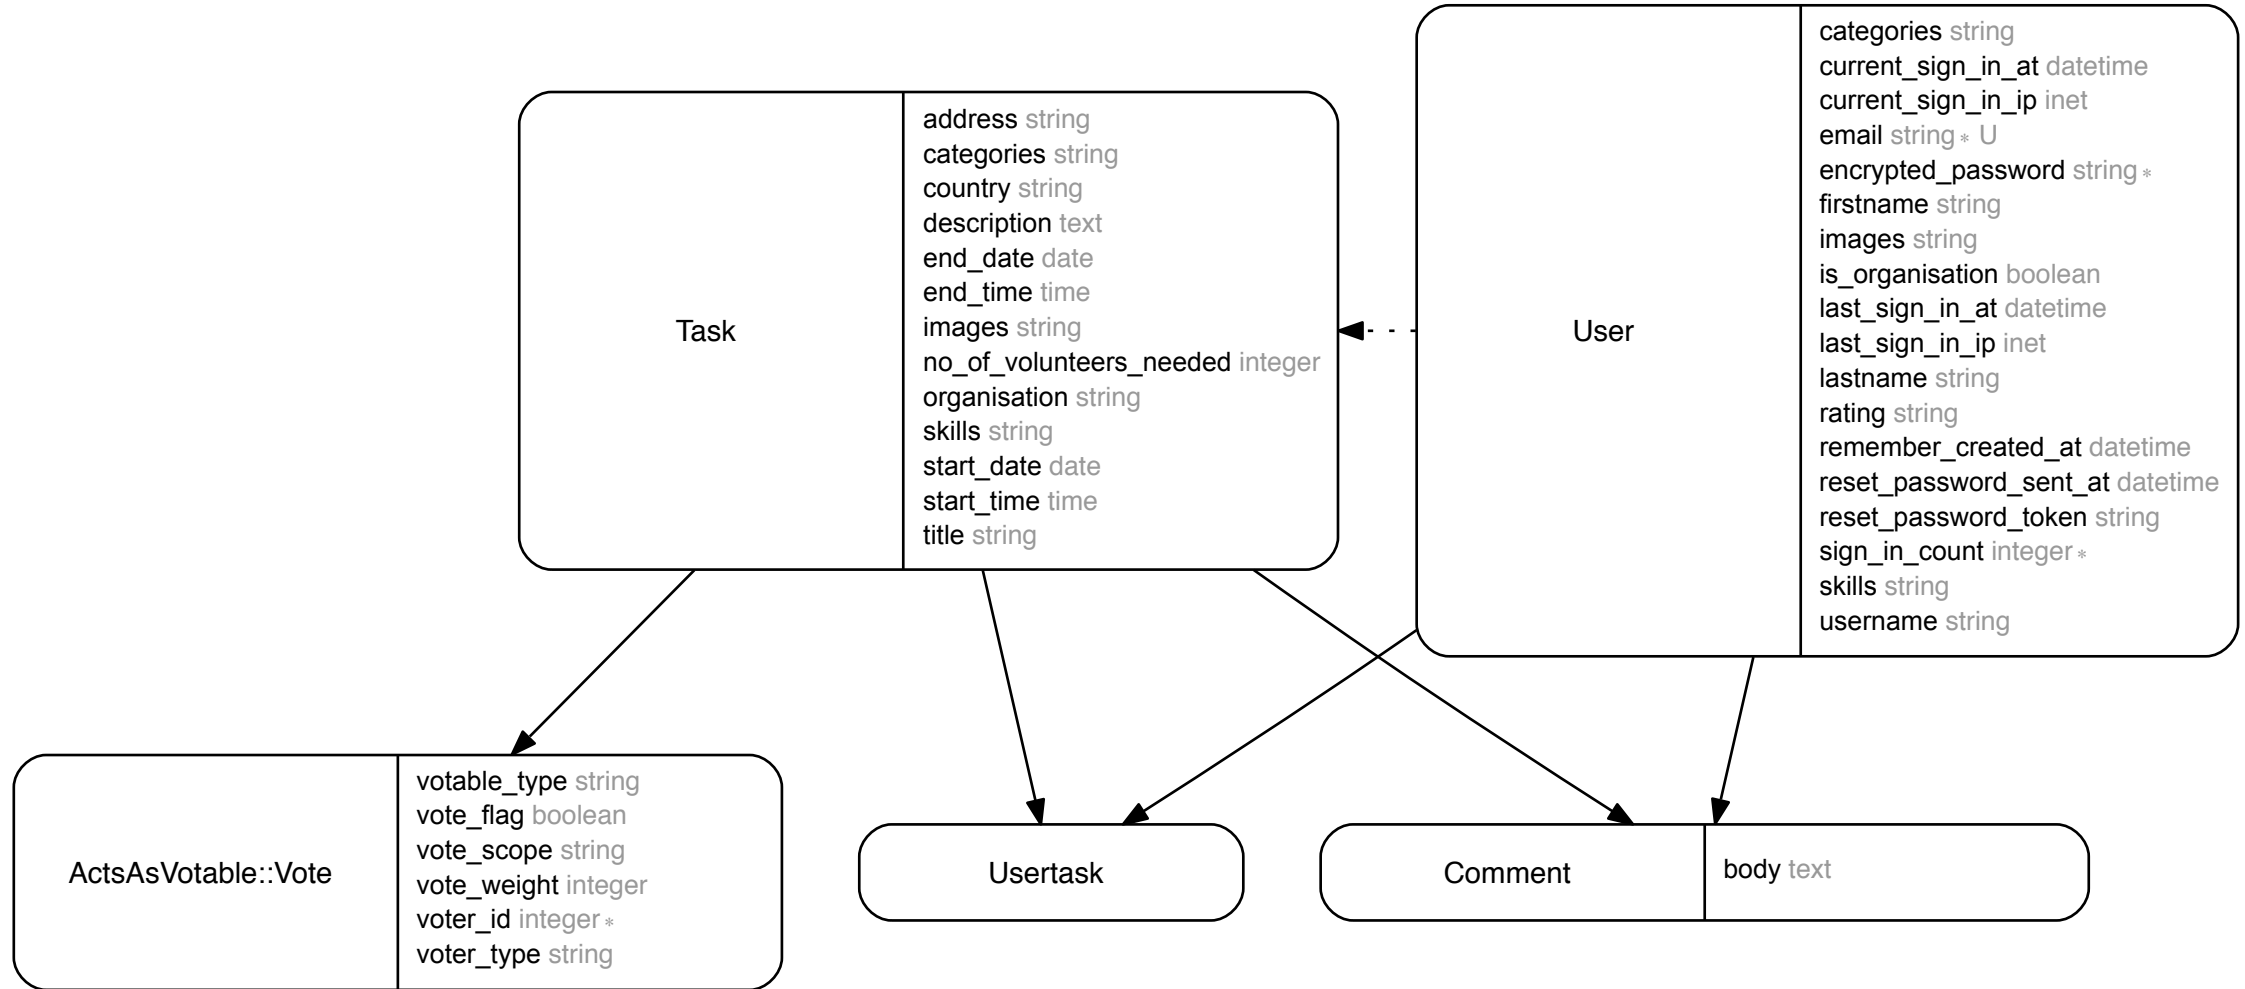 Task
address string
categories string
country string
description text
end_date date
end_time time
images string
no_of_volunteers_needed integer
organisation string
skills string
start_date date
start_time time
title string
User
categories string
current_sign_in_at datetime
current_sign_in_ip inet
email string ∗ U
encrypted_password string ∗
firstname string
images string
is_organisation boolean
last_sign_in_at datetime
last_sign_in_ip inet
lastname string
rating string
remember_created_at datetime
reset_password_sent_at datetime
reset_password_token string
sign_in_count integer ∗
skills string
username string
ActsAsVotable::Vote
votable_type string
vote_flag boolean
vote_scope string
vote_weight integer
voter_id integer ∗
voter_type string
Usertask
Comment
body text